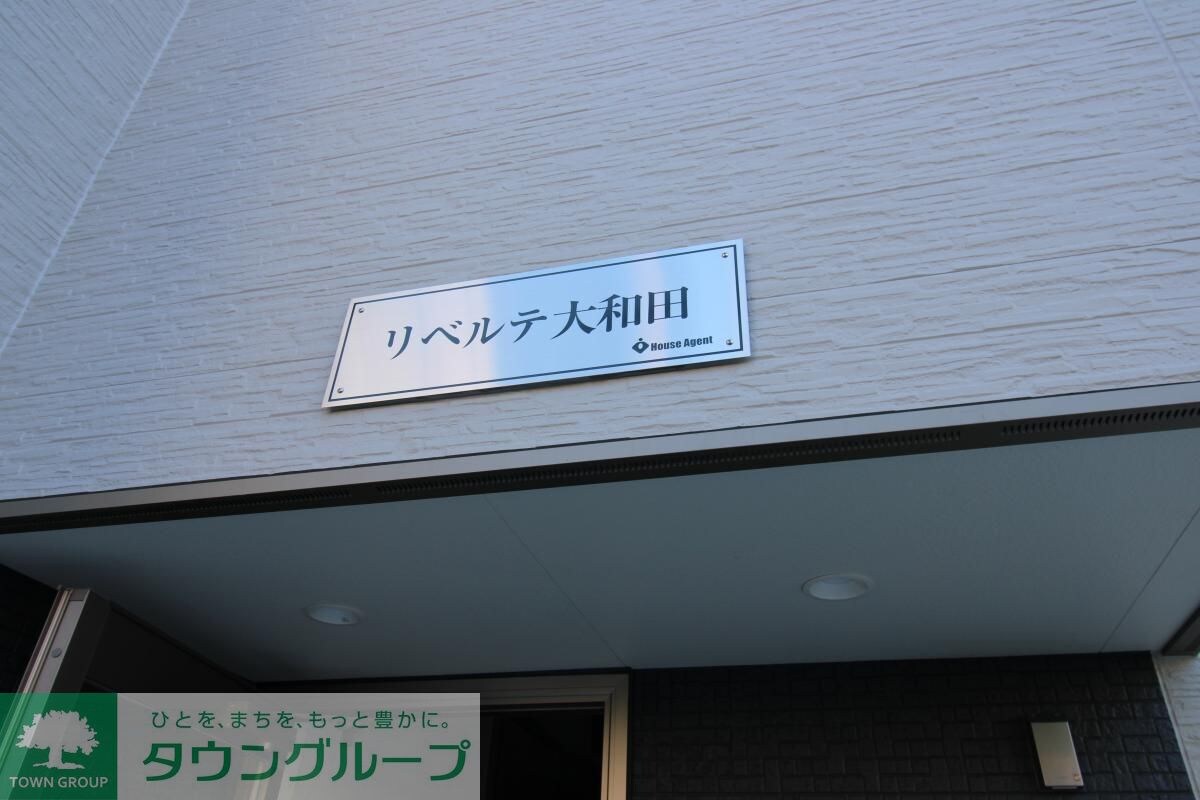 リベルテ大和田
House Agent
ひとを、まちを、もっと豊かに。
タウングループ
TOWN GROUP